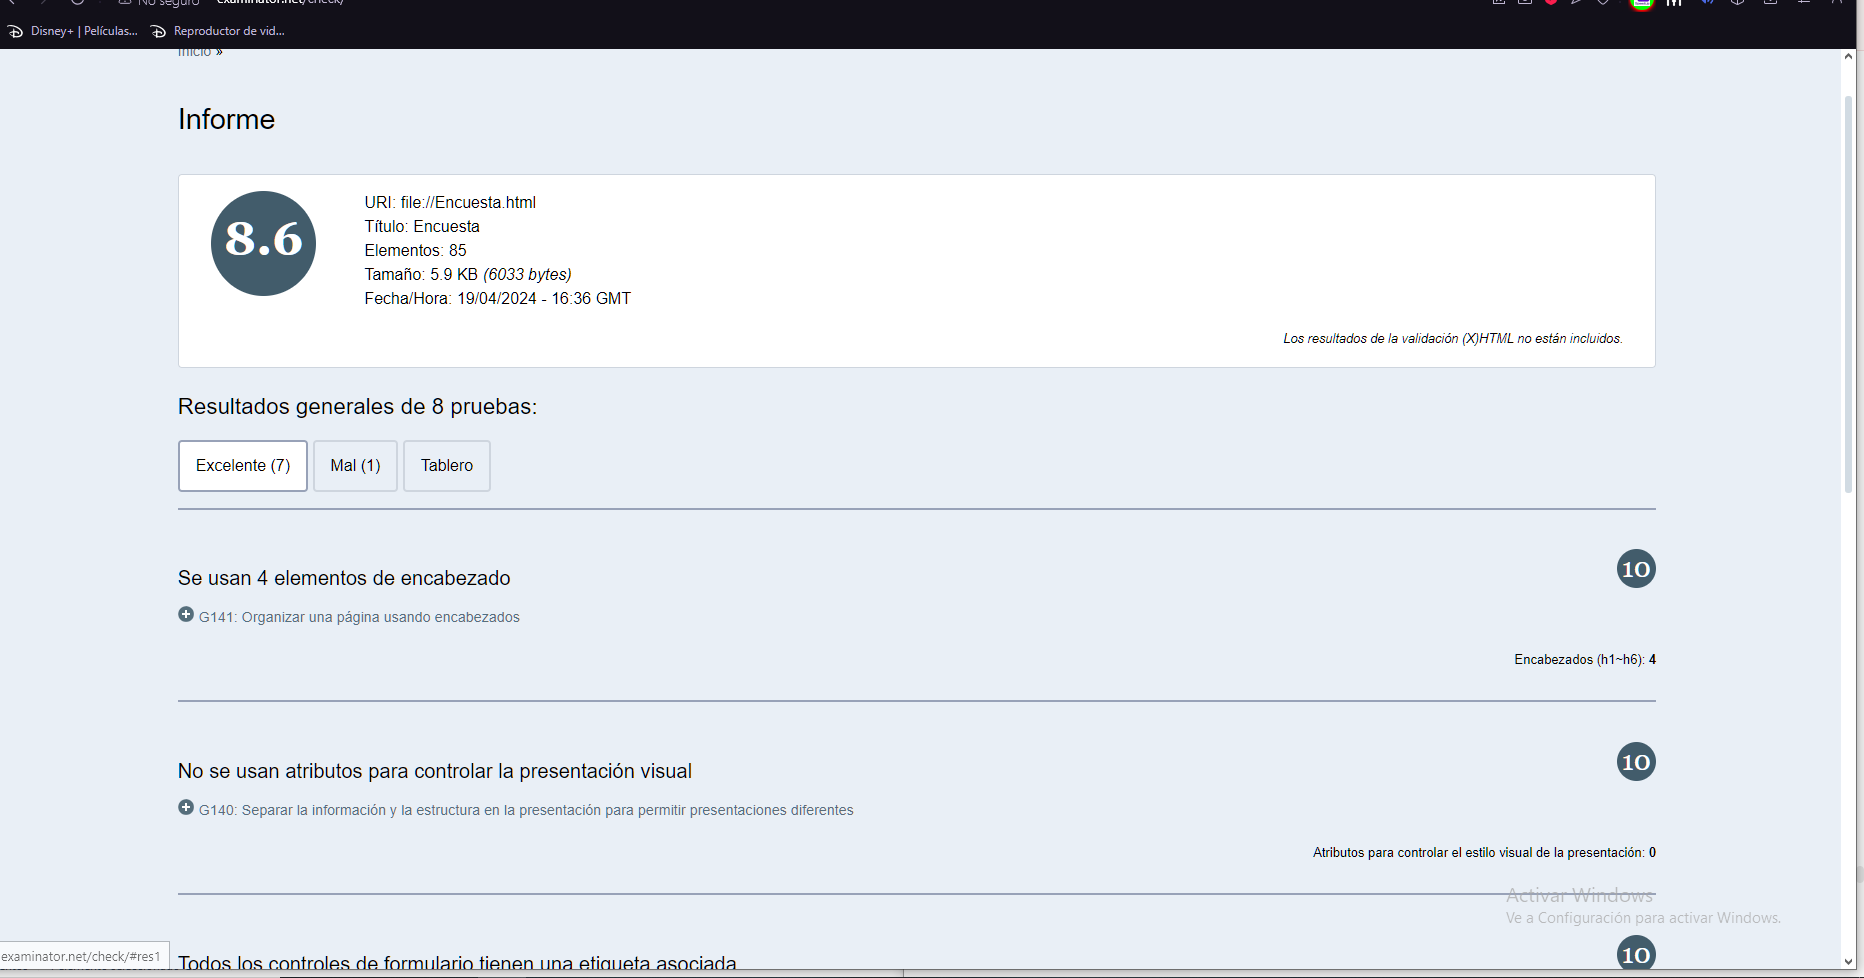 No seguro examinator.net/check/
Disney+ | Películas... Reproductor de vid...
Inicio »
Informe
8.6
URI: file://Encuesta.html
Título: Encuesta
Elementos: 85
Tamaño: 5.9 KB (6033 bytes)
Fecha/Hora: 19/04/2024 - 16:36 GMT
Los resultados de la validación (X)HTML no están incluidos.
Resultados generales de 8 pruebas:
Excelente (7) Mal (1) Tablero
Se usan 4 elementos de encabezado
10
G141: Organizar una página usando encabezados
Encabezados (h1~h6): 4
No se usan atributos para controlar la presentación visual
10
G140: Separar la información y la estructura en la presentación para permitir presentaciones diferentes
Atributos para controlar el estilo visual de la presentación: 0
Activar Windows
Ve a Configuración para activar Windows.
Todos los controles de formulario tienen una etiqueta asociada
10
examinator.net/check/#res1